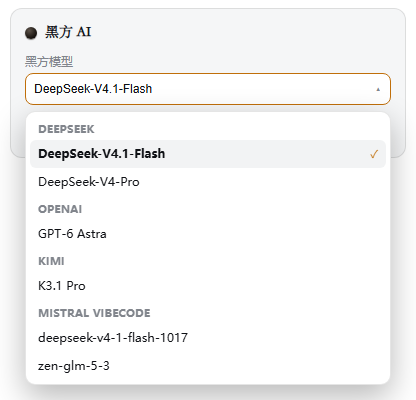 黑方 AI
黑方模型
DeepSeek-V4.1-Flash
DEEPSEEK
DeepSeek-V4.1-Flash
DeepSeek-V4-Pro
OPENAI
GPT-6 Astra
KIMI
K3.1 Pro
MISTRAL VIBECODE
deepseek-v4-1-flash-1017
zen-glm-5-3